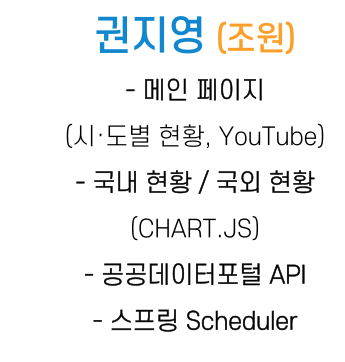 권지영 (조원)
- 메인 페이지
(시·도별 현황, YouTube)
- 국내 현황 / 국외 현황
(CHART.JS)
- 공공데이터포털 API
- 스프링 Scheduler